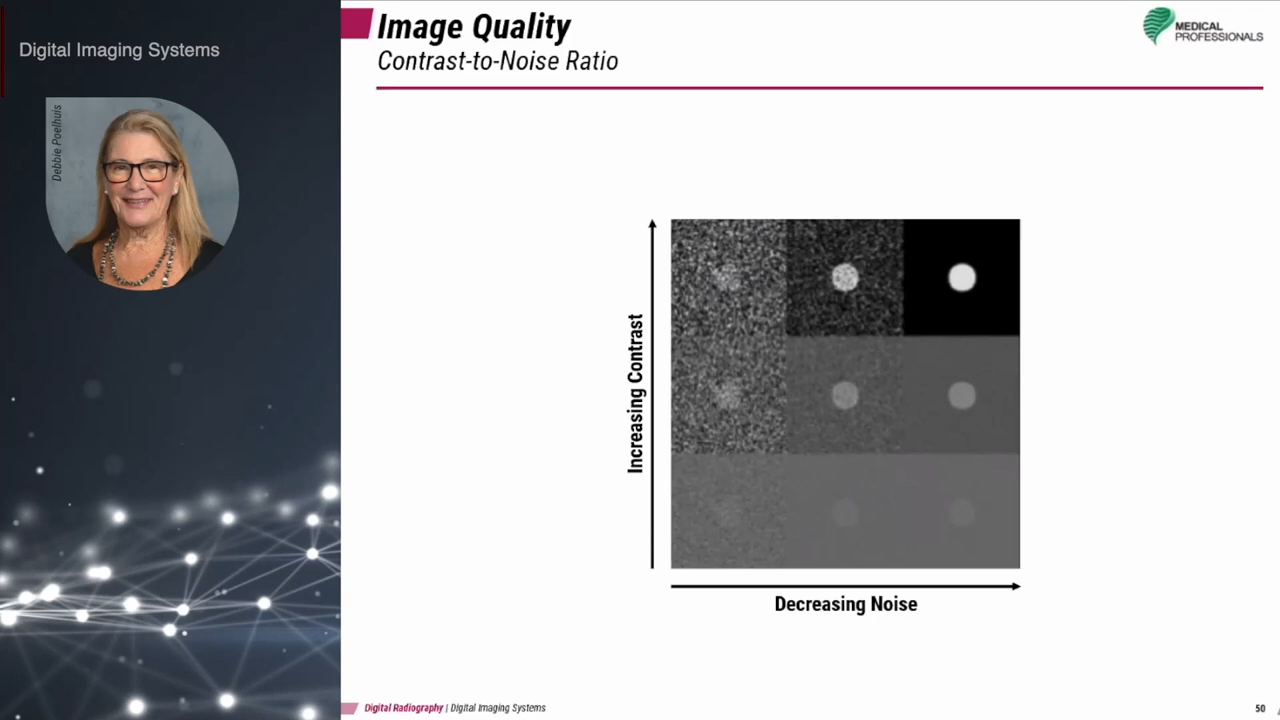 Digital Imaging Systems
Debbie Poelhuis
Image Quality
Contrast-to-Noise Ratio
MEDICAL
PROFESSIONALS
Increasing Contrast
Decreasing Noise
Digital Radiography | Digital Imaging Systems
50